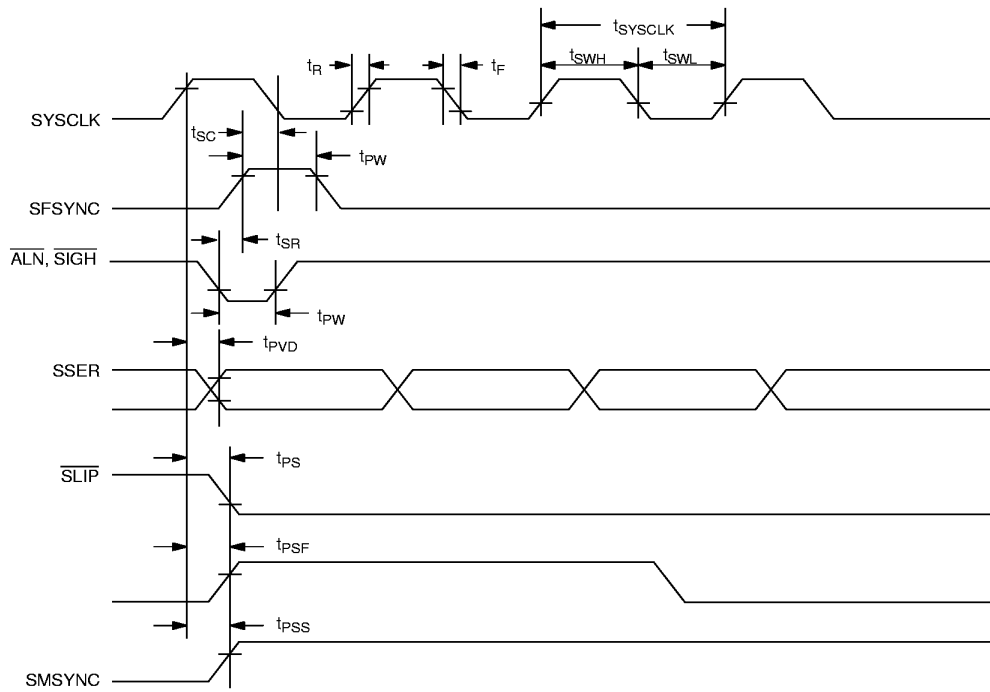 tSYSCLK
tR
tF
tSWH
tSWL
SYSCLK
tSC
tPW
SFSYNC
tSR
ALN, SIGH
tPW
tPVD
SSER
tPS
SLIP
tPSF
tPSS
SMSYNC